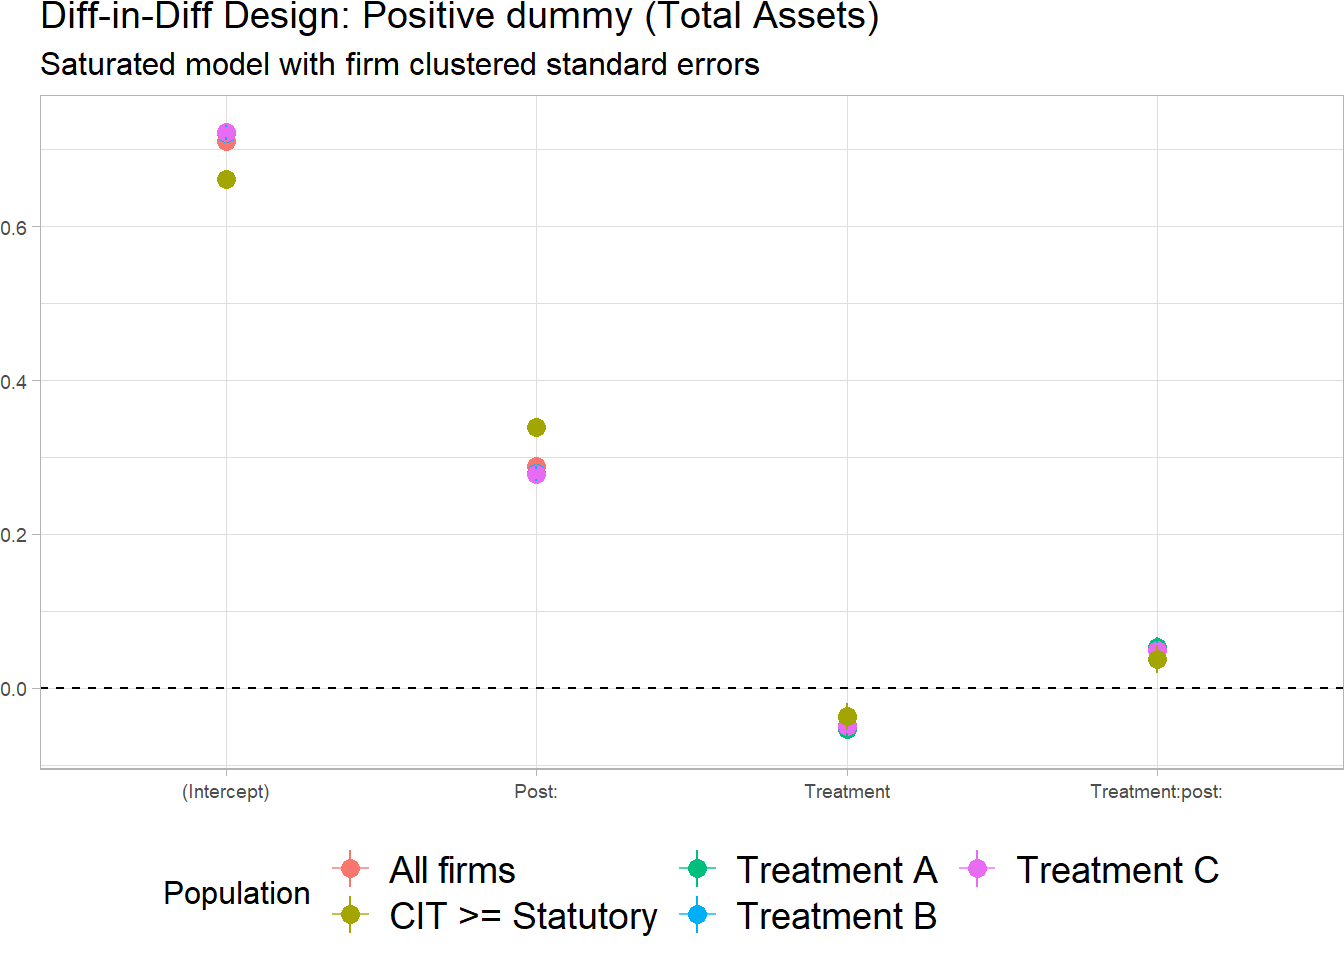 Diff-in-Diff Design: Positive dummy (Total Assets)
Saturated model with firm clustered standard errors
0.6
0.4
0.2
0.0
(Intercept) Post: Treatment Treatment:post:
Population
All firms Treatment A Treatment C
CIT >= Statutory Treatment B